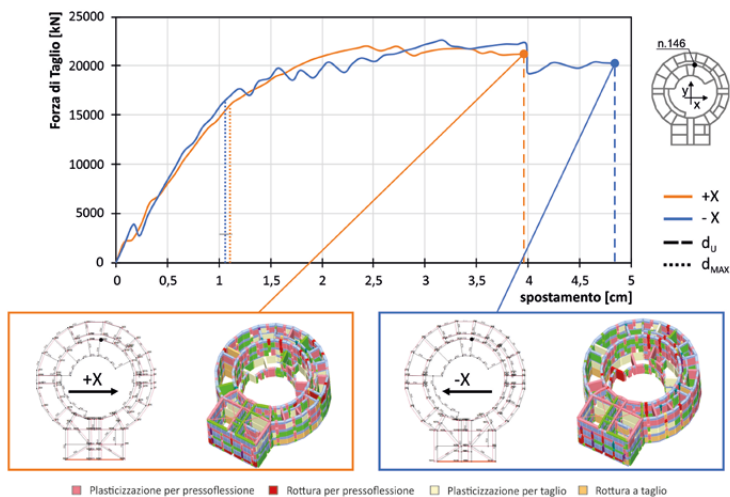 Forza di Taglio [kN]
25000
20000
15000
10000
5000
0
0
0,5
1
1,5
2
2,5
3
3,5
4
4,5
5
spostamento [cm]
n.146
y
x
+X
- X
dU
dMAX
+X
-X
Plasticizzazione per pressoflessione
Rottura per pressoflessione
Plasticizzazione per taglio
Rottura a taglio